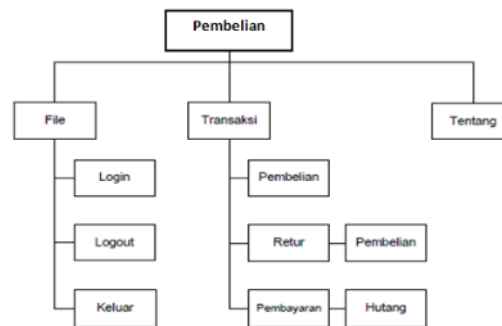 Pembelian
File
Transaksi
Tentang
Login
Pembelian
Logout
Retur
Pembelian
Keluar
Pembayaran
Hutang